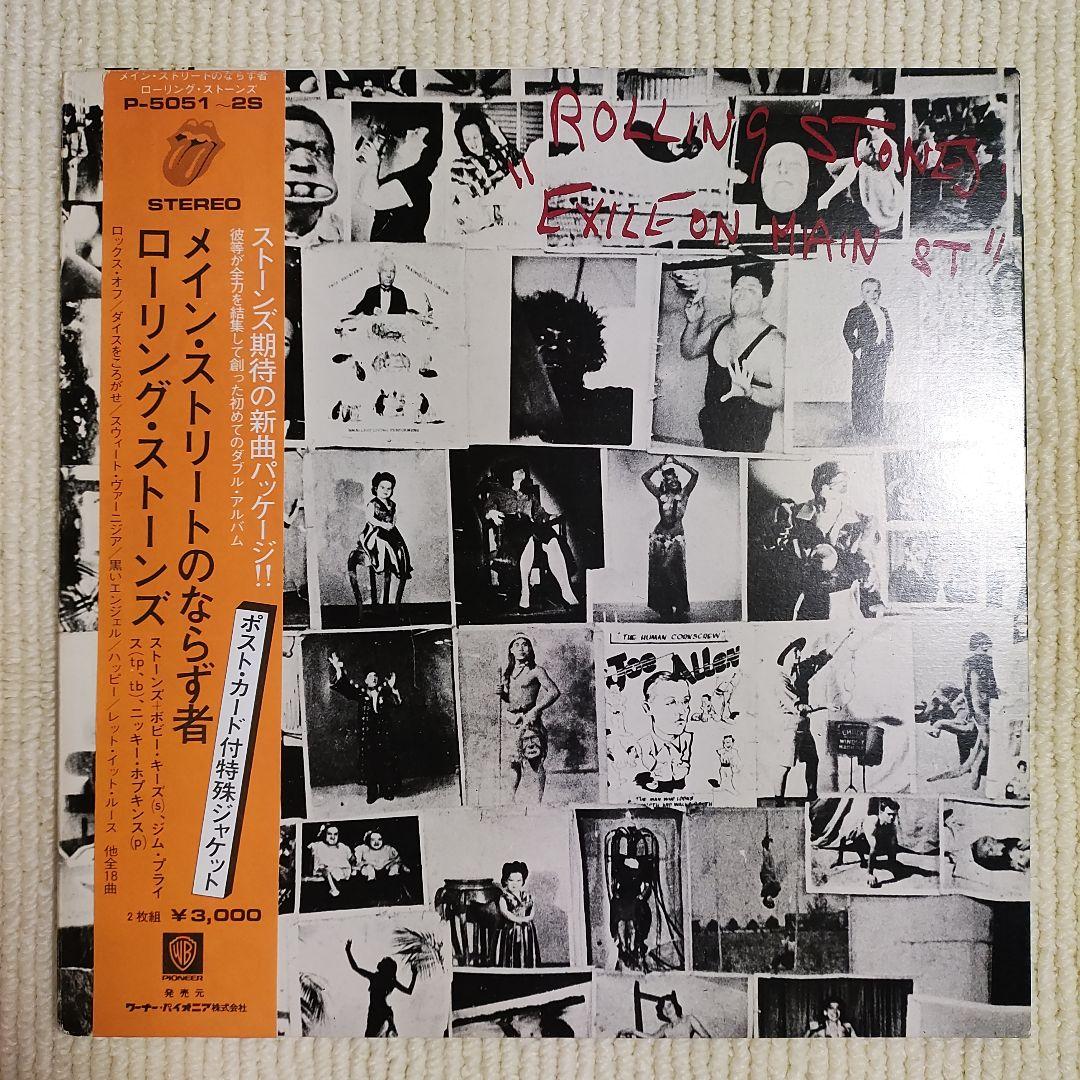 メイン・ストリートのならず者
ローリング・ストーンズ
P-5051~2S
STEREO
ストーンズ期待の新曲パッケージ!!
彼等が全力を結集して創った初めてのダブル・アルバム
メイン・ストリートのならず者
ローリング・ストーンズ
ストーンズ+ボビー・キーズ(s)、ジム・プライ
ス(tp、tb)、ニッキー・ホプキンス(p)
ロックス・オフ/ダイスをころがせ/スウィート・ヴァージニア/黒いエンジェル/ハッピー/レット・イット・ルース 他全18曲
ポスト・カード付特殊ジャケット
2枚組 ¥3,000
WB
PIONEER
発売元
ワーナー・パイオニア株式会社
ROLLING STONES
"EXILE ON MAIN ST"
"THE HUMAN CORKSCREW"
JOE ALLEN